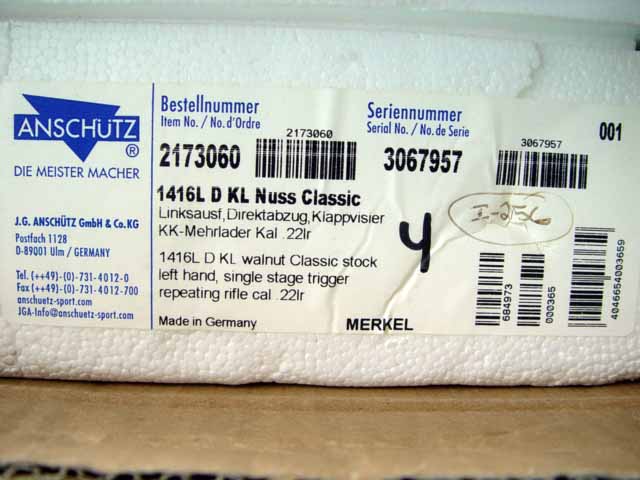 ANSCHÜTZ
®
DIE MEISTER MACHER
J.G. ANSCHÜTZ GmbH & Co.KG
Postfach 1128
D-89001 Ulm / GERMANY
Tel. (++49)-(0)-731-4012-0
Fax (++49)-(0)-731-4012-700
anschuetz-sport.com
JGA-Info@anschuetz-sport.com
Bestellnummer
Item No./No.d'Ordre
2173060
2173060
Seriennummer
Serial No./No.de Serie
3067957
3067957
001
1416L D KL Nuss Classic
Linksausf,Direktabzug,Klappvisier
KK-Mehrlader Kal .22lr
1416L D KL walnut Classic stock
left hand, single stage trigger
repeating rifle cal .22lr
Made in Germany
MERKEL
4
I-256
684973
000365
4046654003659